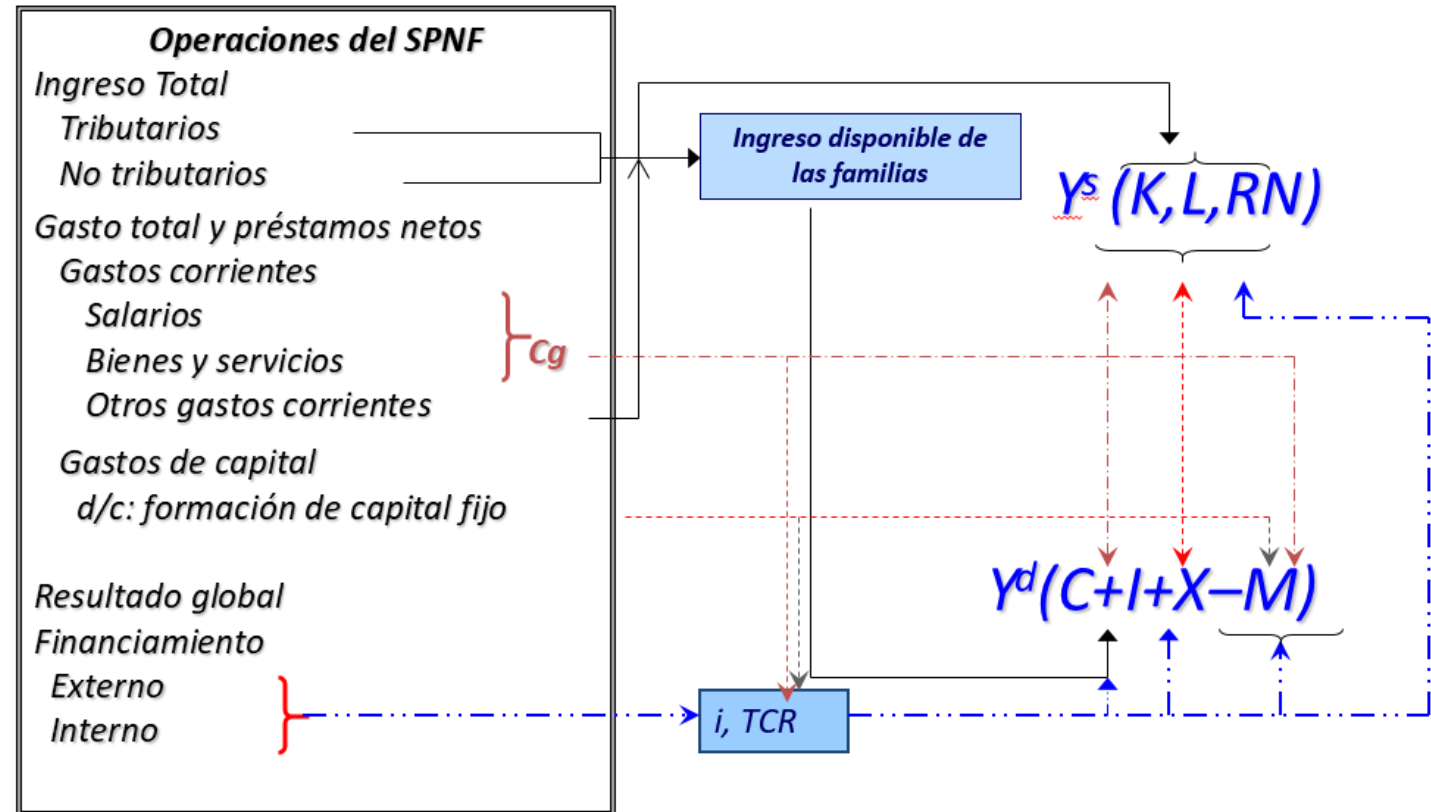 Operaciones del SPNF
Ingreso Total
Tributarios
No tributarios
Gasto total y préstamos netos
Gastos corrientes
Salarios
Bienes y servicios
Cg
Otros gastos corrientes
Gastos de capital
d/c: formación de capital fijo
Resultado global
Financiamiento
Externo
Interno
Ingreso disponible de
las familias
Yˢ (K,L,RN)
Yᵈ(C+I+X–M)
i, TCR